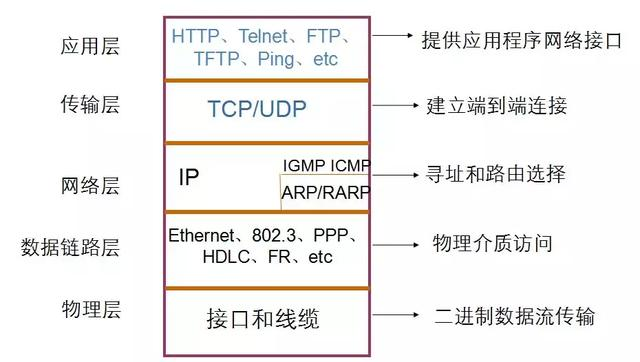 应用层
HTTP、Telnet、FTP、
TFTP、Ping、etc
提供应用程序网络接口
传输层
TCP/UDP
建立端到端连接
网络层
IP
IGMP ICMP
ARP/RARP
寻址和路由选择
数据链路层
Ethernet、802.3、PPP、
HDLC、FR、etc
物理介质访问
物理层
接口和线缆
二进制数据流传输